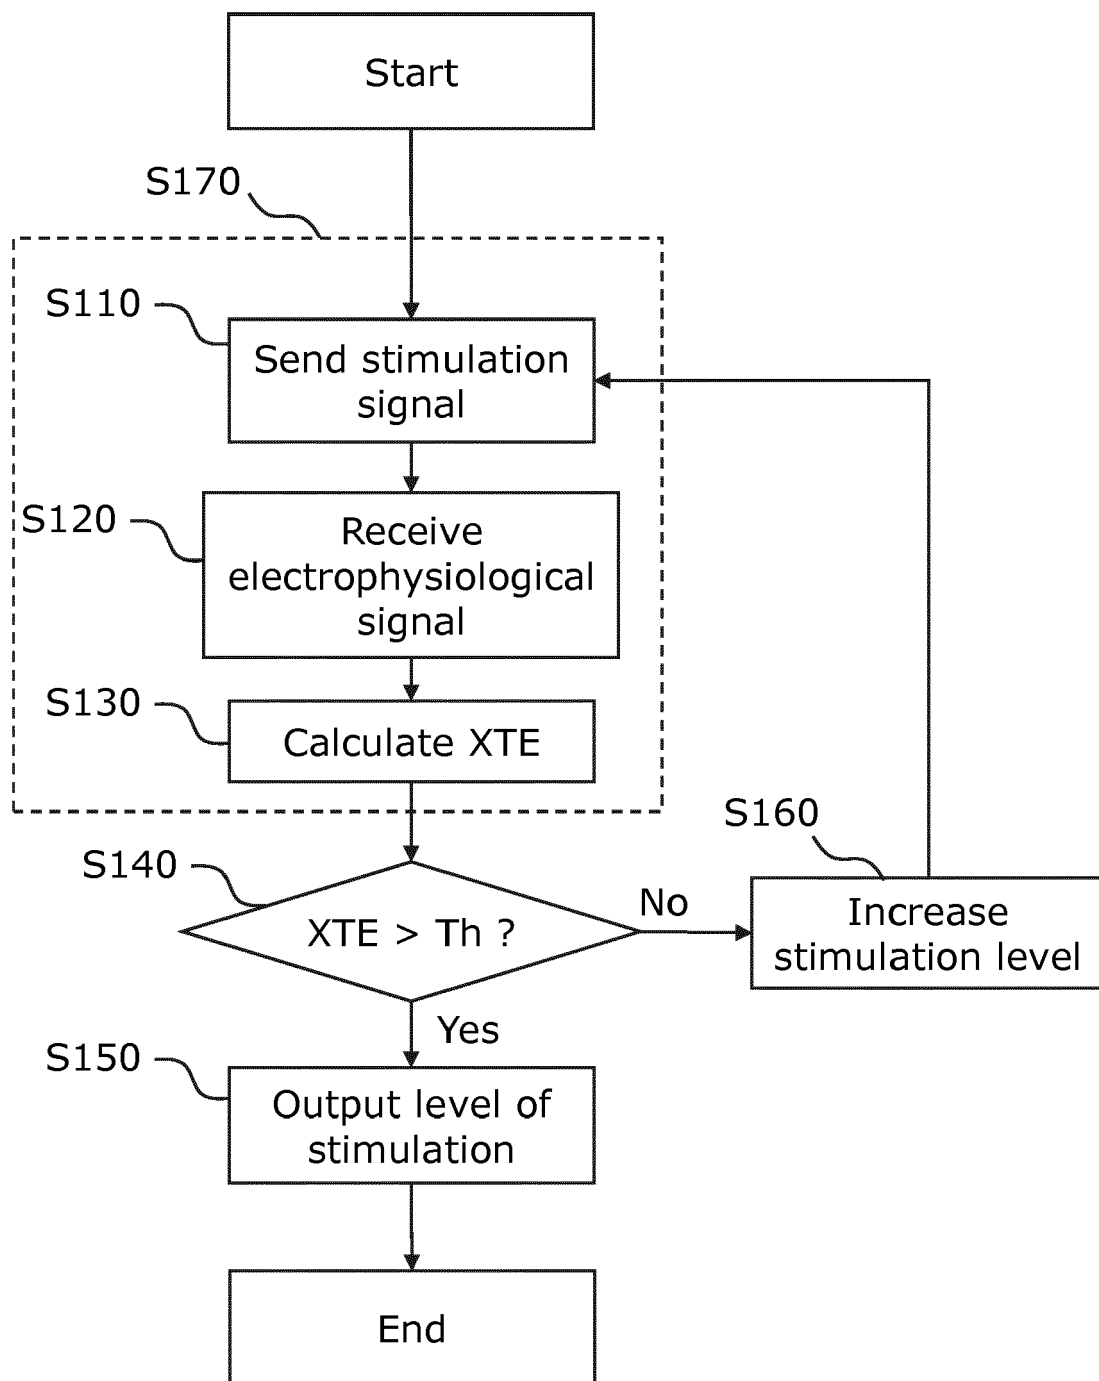 Start
S170
S110
Send stimulation
signal
S120
Receive
electrophysiological
signal
S130
Calculate XTE
S160
S140
XTE > Th ?
No
Increase
stimulation level
Yes
S150
Output level of
stimulation
End